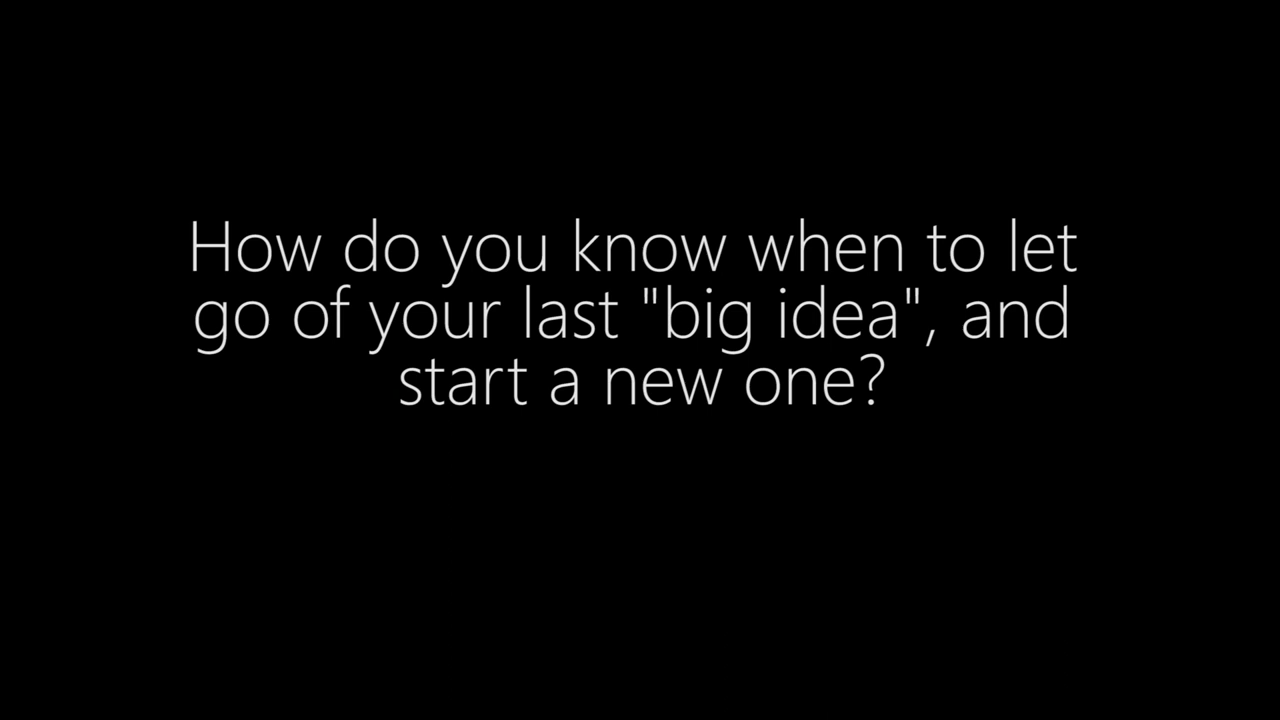 How do you know when to let
go of your last "big idea", and
start a new one?